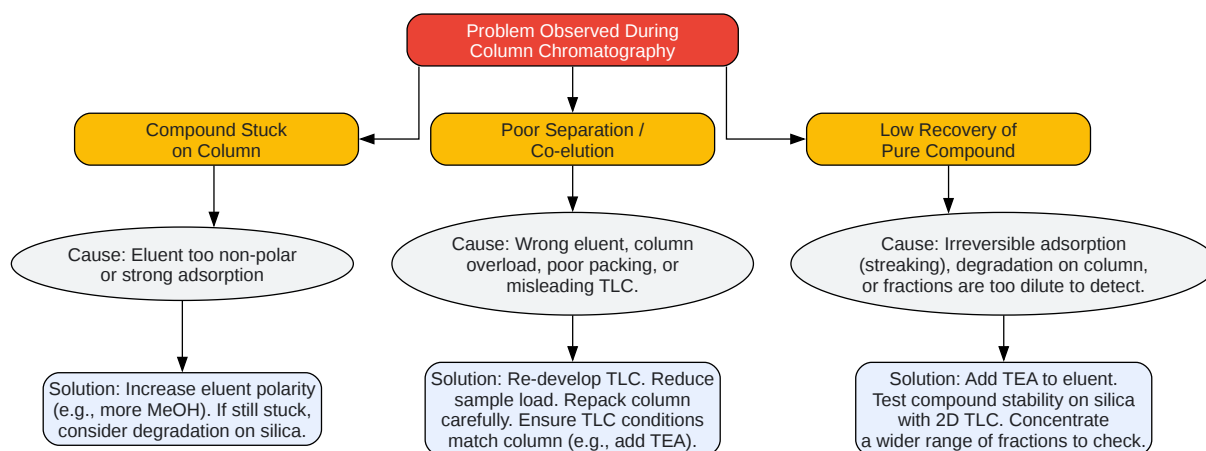 Problem Observed During
Column Chromatography
Compound Stuck
on Column
Poor Separation /
Co-elution
Low Recovery of
Pure Compound
Cause: Eluent too non-polar
or strong adsorption
Cause: Wrong eluent, column
overload, poor packing, or
misleading TLC.
Cause: Irreversible adsorption
(streaking), degradation on column,
or fractions are too dilute to detect.
Solution: Increase eluent polarity
(e.g., more MeOH). If still stuck,
consider degradation on silica.
Solution: Re-develop TLC. Reduce
sample load. Repack column
carefully. Ensure TLC conditions
match column (e.g., add TEA).
Solution: Add TEA to eluent.
Test compound stability on silica
with 2D TLC. Concentrate
a wider range of fractions to check.